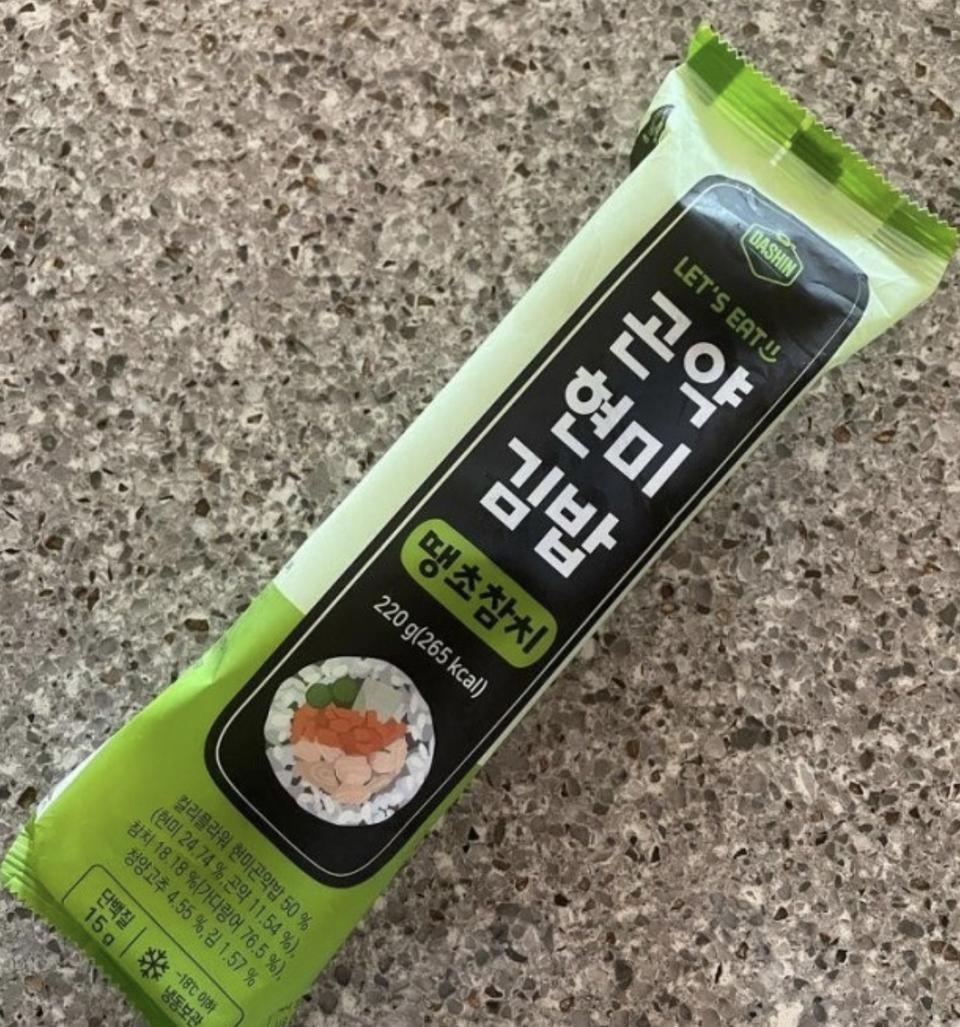 DASHIN
LET'S EAT
곤약
현미
김밥
땡초참치
220 g(265 kcal)
컬리플라워 현미곤약밥 50 %
(현미 24.74 %, 곤약 11.54 %),
참치 18.18 %(가다랑어 76.5 %),
청양고추 4.55 %, 김 1.57 %
단백질
15 g
-18℃ 이하
냉동보관